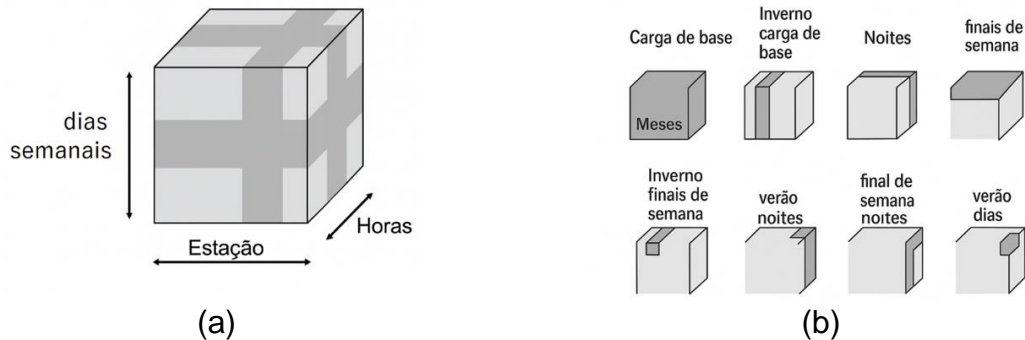 dias
semanais
Estação
Horas
(a)
Carga de base
Inverno
carga de
base
Noites
finais de
semana
Meses
Inverno
finais de
semana
verão
noites
final de
semana
noites
verão
dias
(b)